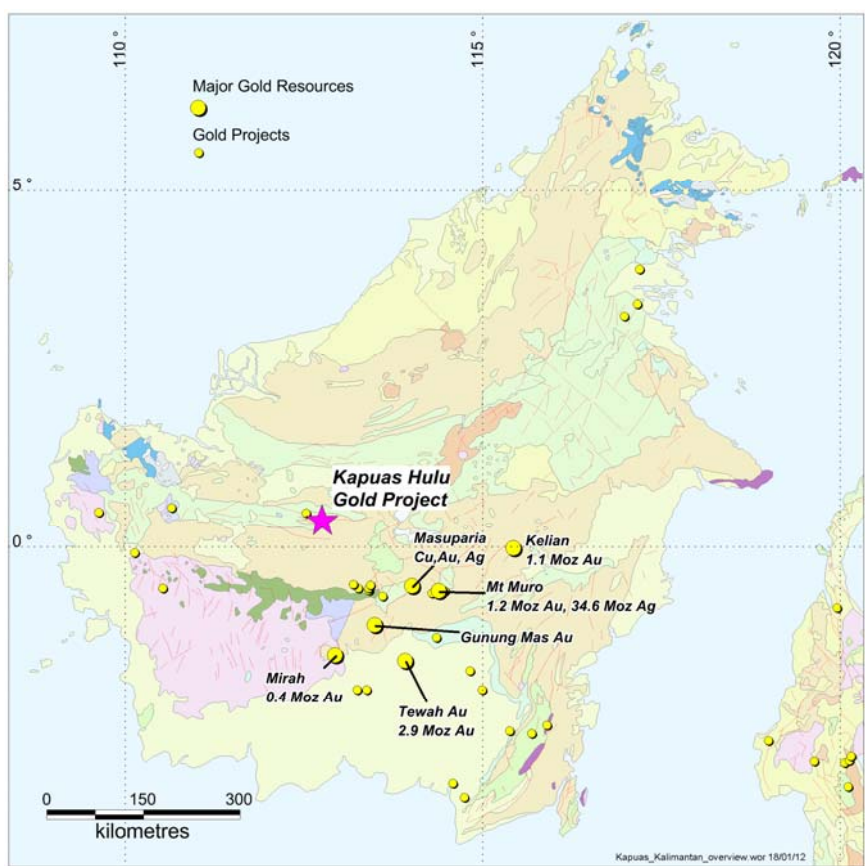 110 °
115 °
120 °
Major Gold Resources
Gold Projects
5 °
Kapuas Hulu
Gold Project
0 °
Masuparia
Cu,Au, Ag
Kelian
1.1 Moz Au
Mt Muro
1.2 Moz Au, 34.6 Moz Ag
Gunung Mas Au
Mirah
0.4 Moz Au
Tewah Au
2.9 Moz Au
0 150 300
kilometres
Kapuas_Kalimantan_overview.wor 18/01/12